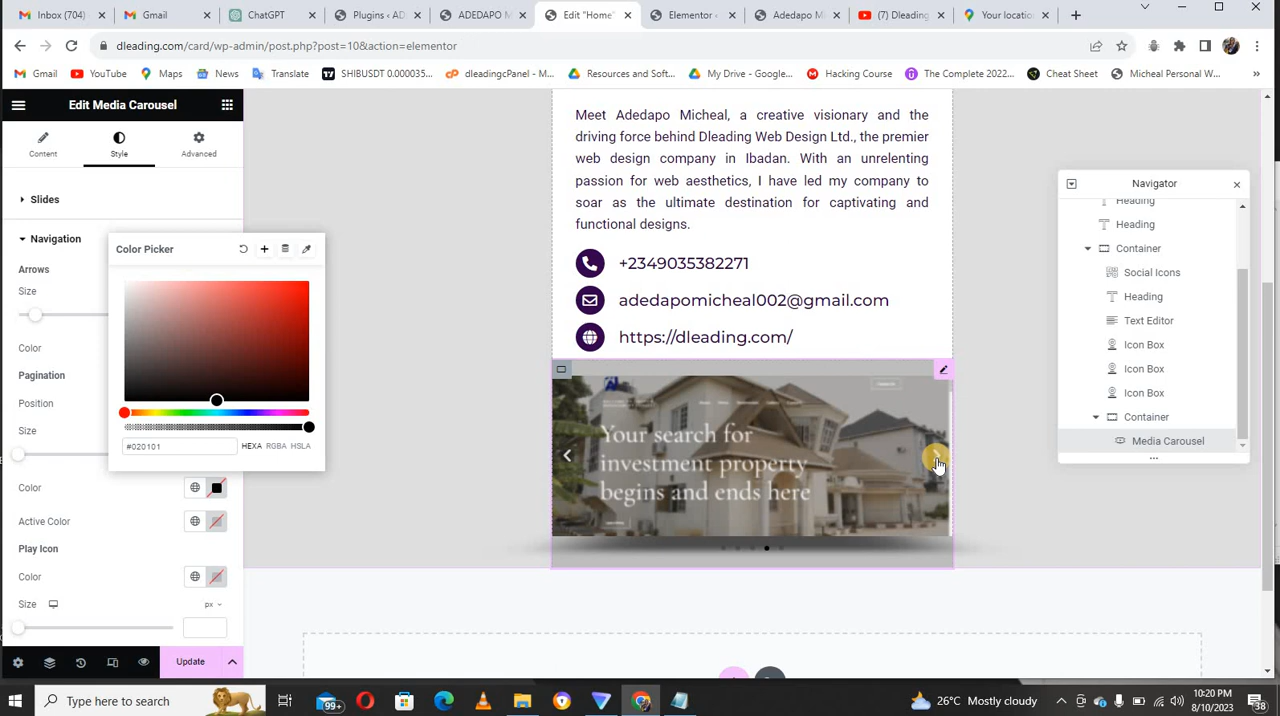 Inbox (704)
Gmail
ChatGPT
Plugins ‹ AD
ADEDAPO M
Edit "Home"
Elementor ‹
Adedapo Mic
(7) Dleading
Your locatio
dleading.com/card/wp-admin/post.php?post=10&action=elementor
Gmail
YouTube
Maps
News
Translate
SHIBUSDT 0.000035...
dleadingcPanel - M...
Resources and Soft...
My Drive - Google...
Hacking Course
The Complete 2022...
Cheat Sheet
Micheal Personal W...
»
Edit Media Carousel
Content
Style
Advanced
Slides
Navigation
Arrows
Size
Color
Pagination
Position
Size
Color
Active Color
Play Icon
Color
Size
px
Update
Color Picker
#020101
HEXA
RGBA
HSLA
Meet Adedapo Micheal, a creative visionary and the
driving force behind Dleading Web Design Ltd., the premier
web design company in Ibadan. With an unrelenting
passion for web aesthetics, I have led my company to
soar as the ultimate destination for captivating and
functional designs.
+2349035382271
adedapomicheal002@gmail.com
https://dleading.com/
Your search for
investment property
begins and ends here
Navigator
Heading
Heading
Container
Social Icons
Heading
Text Editor
Icon Box
Icon Box
Icon Box
Container
Media Carousel
Type here to search
99+
26°C Mostly cloudy
10:20 PM
8/10/2023
38